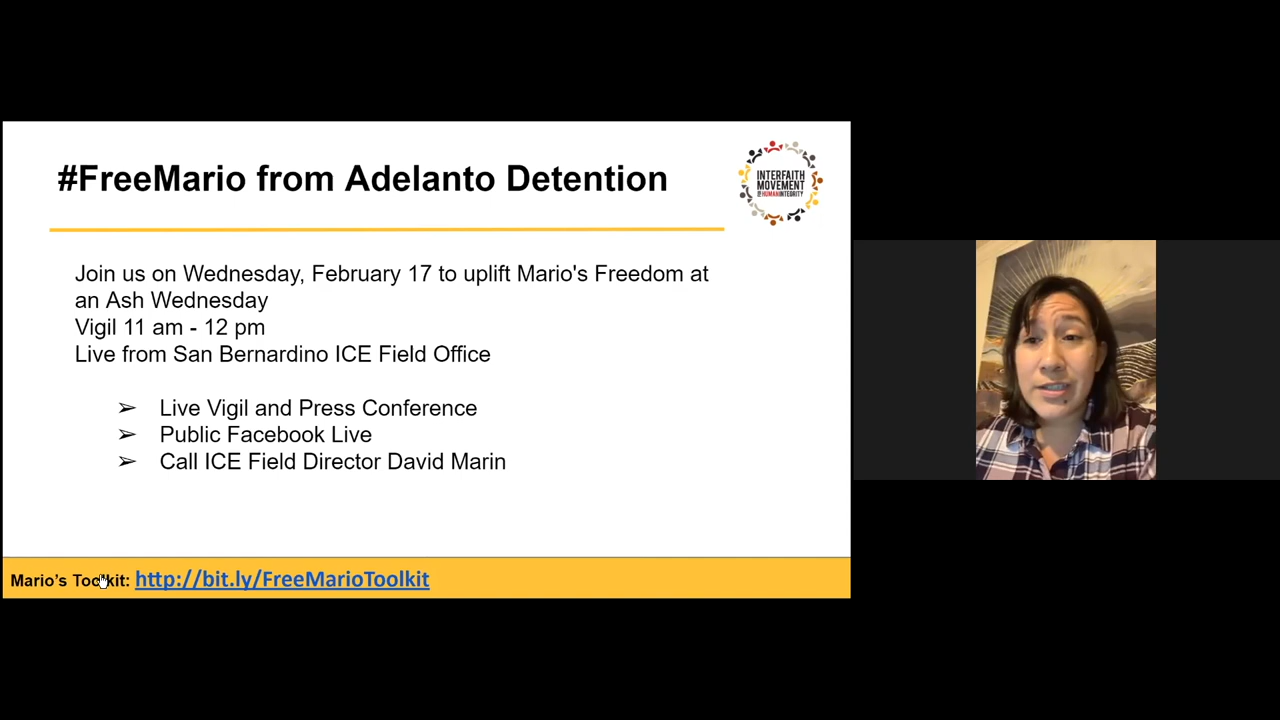 #FreeMario from Adelanto Detention
INTERFAITH
MOVEMENT
OF HUMAN INTEGRITY
Join us on Wednesday, February 17 to uplift Mario's Freedom at
an Ash Wednesday
Vigil 11 am - 12 pm
Live from San Bernardino ICE Field Office
➢ Live Vigil and Press Conference
➢ Public Facebook Live
➢ Call ICE Field Director David Marin
Mario's Toolkit: http://bit.ly/FreeMarioToolkit